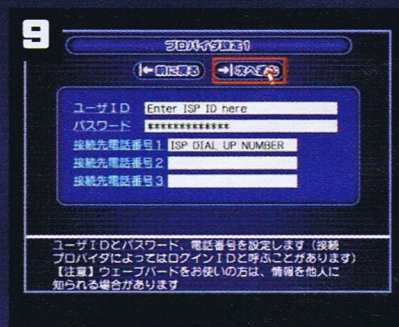 9
プロバイダ設定1
前に戻る 次へ進む
ユーザID Enter ISP ID here
パスワード *************
接続先電話番号1 ISP DIAL UP NUMBER
接続先電話番号2
接続先電話番号3
ユーザIDとパスワード、電話番号を設定します(接続
プロバイダによってはログインIDと呼ぶことがあります)
【注意】ウェーブバードをお使いの方は、情報を他人に
知られる場合があります